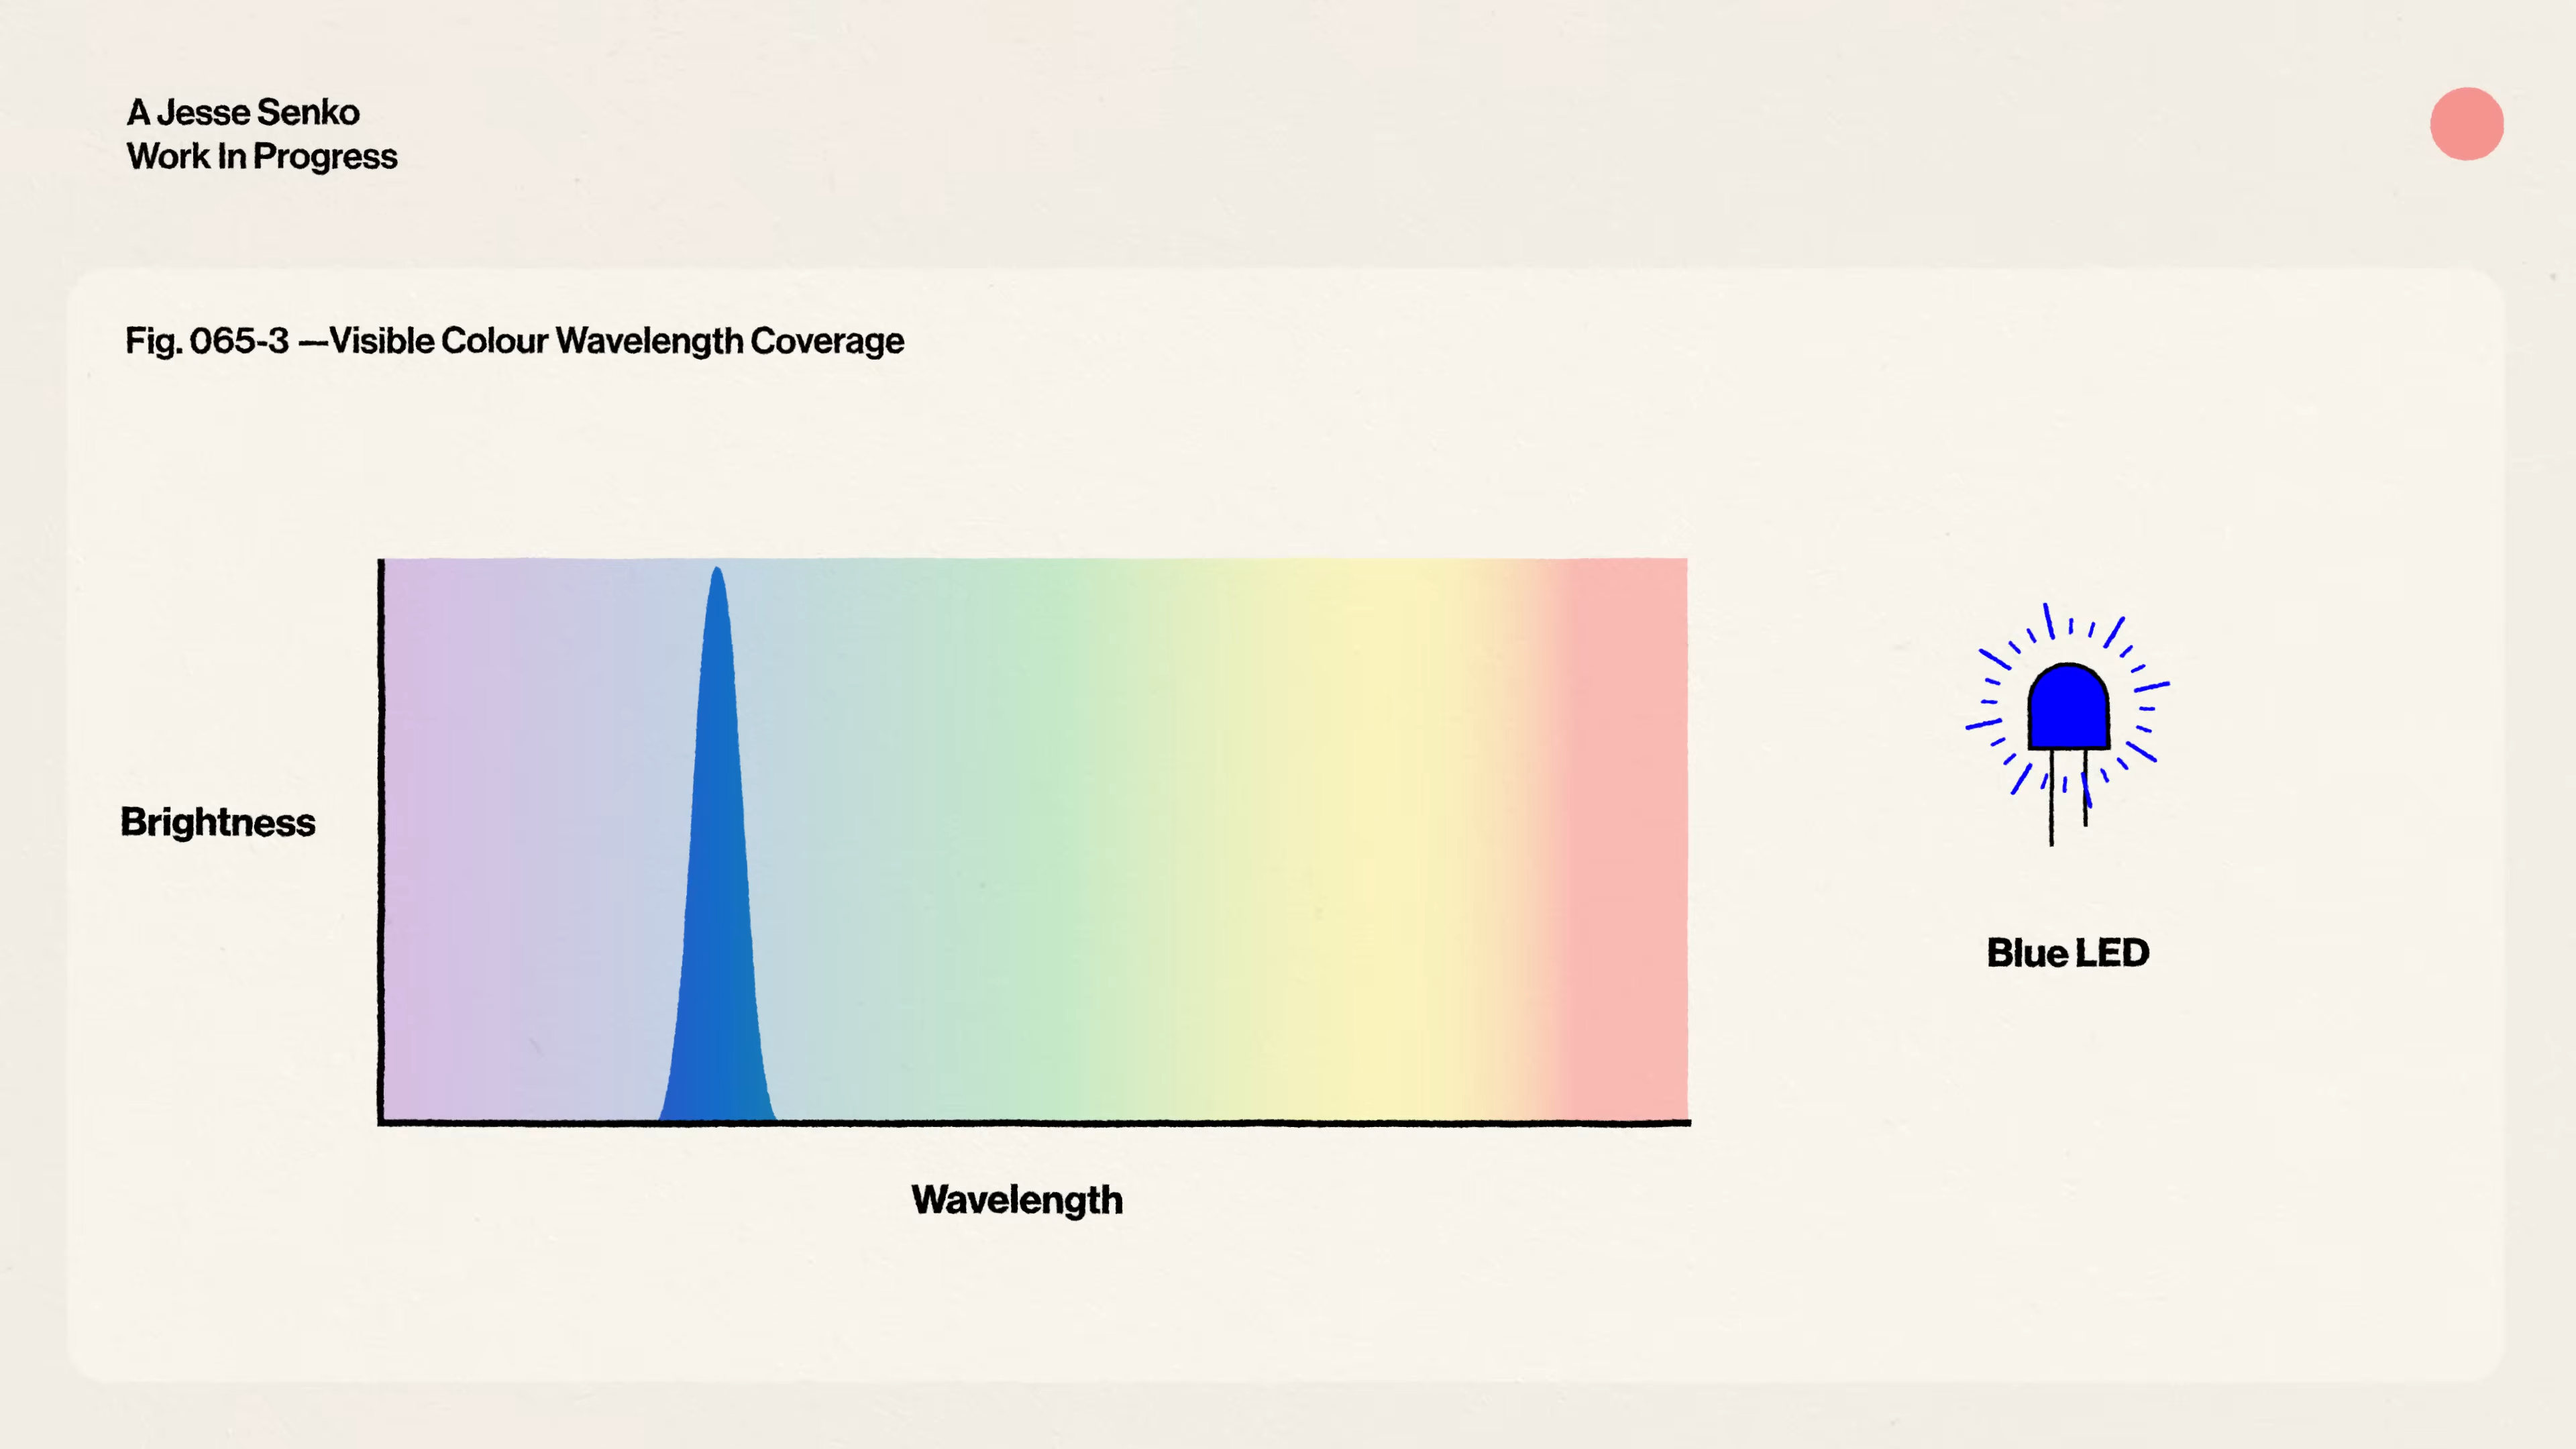 A Jesse Senko
Work In Progress
Fig. 065-3 —Visible Colour Wavelength Coverage
Brightness
Blue LED
Wavelength